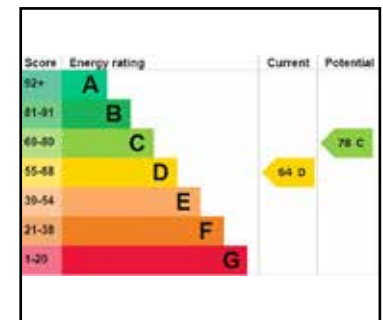 Score Energy rating Current Potential
92+ A
81-91 B
69-80 C 78 C
55-68 D 64 D
39-54 E
21-38 F
1-20 G